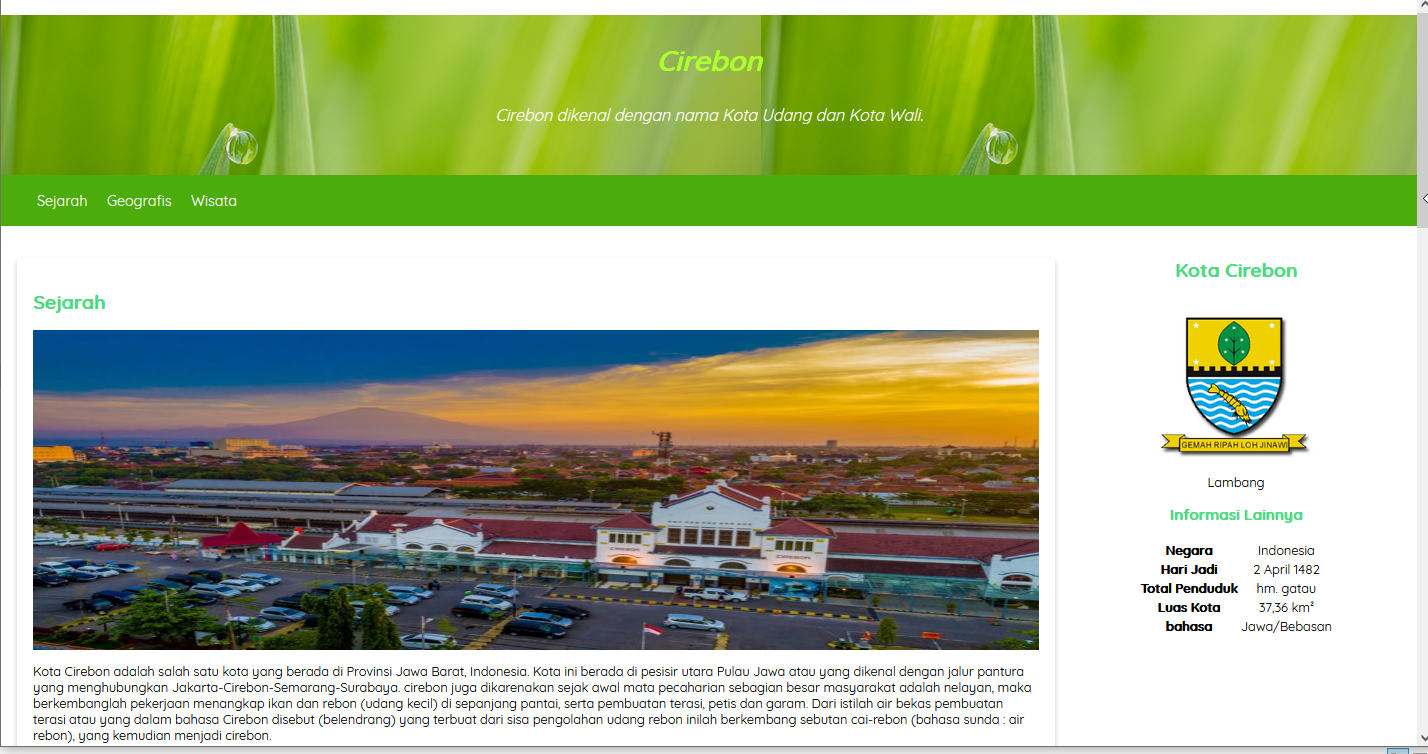 Cirebon
Cirebon dikenal dengan nama Kota Udang dan Kota Wali.
Sejarah Geografis Wisata
Sejarah
CIREBON
CIREBON
Kota Cirebon adalah salah satu kota yang berada di Provinsi Jawa Barat, Indonesia. Kota ini berada di pesisir utara Pulau Jawa atau yang dikenal dengan jalur pantura
yang menghubungkan Jakarta-Cirebon-Semarang-Surabaya. cirebon juga dikarenakan sejak awal mata pecaharian sebagian besar masyarakat adalah nelayan, maka
berkembanglah pekerjaan menangkap ikan dan rebon (udang kecil) di sepanjang pantai, serta pembuatan terasi, petis dan garam. Dari istilah air bekas pembuatan
terasi atau yang dalam bahasa Cirebon disebut (belendrang) yang terbuat dari sisa pengolahan udang rebon inilah berkembang sebutan cai-rebon (bahasa sunda : air
rebon), yang kemudian menjadi cirebon.
Kota Cirebon
GEMAH RIPAH LOH JINAWI
Lambang
Informasi Lainnya
Negara Indonesia
Hari Jadi 2 April 1482
Total Penduduk hm. gatau
Luas Kota 37,36 km²
bahasa Jawa/Bebasan